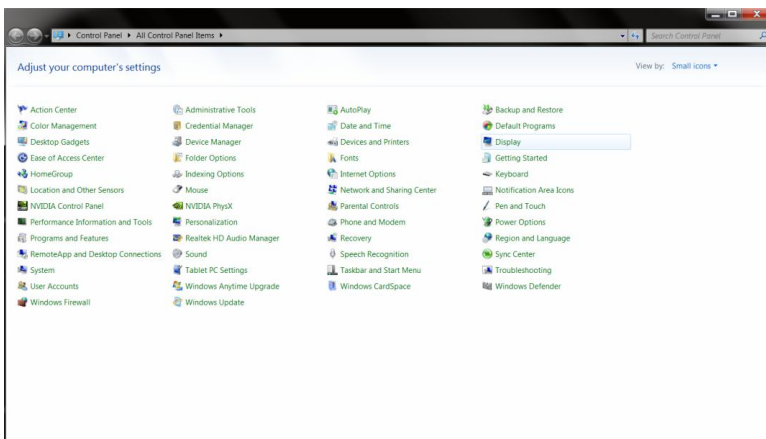 Control Panel All Control Panel Items
Search Control Panel
Adjust your computer's settings
View by: Small icons
Action Center Administrative Tools AutoPlay Backup and Restore
Color Management Credential Manager Date and Time Default Programs
Desktop Gadgets Device Manager Devices and Printers Display
Ease of Access Center Folder Options Fonts Getting Started
HomeGroup Indexing Options Internet Options Keyboard
Location and Other Sensors Mouse Network and Sharing Center Notification Area Icons
NVIDIA Control Panel NVIDIA PhysX Parental Controls Pen and Touch
Performance Information and Tools Personalization Phone and Modem Power Options
Programs and Features Realtek HD Audio Manager Recovery Region and Language
RemoteApp and Desktop Connections Sound Speech Recognition Sync Center
System Tablet PC Settings Taskbar and Start Menu Troubleshooting
User Accounts Windows Anytime Upgrade Windows CardSpace Windows Defender
Windows Firewall Windows Update